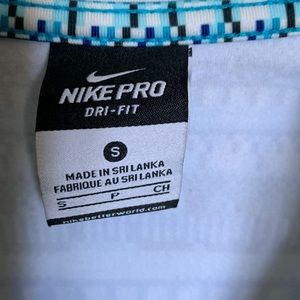 NIKE PRO
DRI-FIT
S
MADE IN SRI LANKA
FABRIQUE AU SRI LANKA
S P CH
nikebetterworld.com